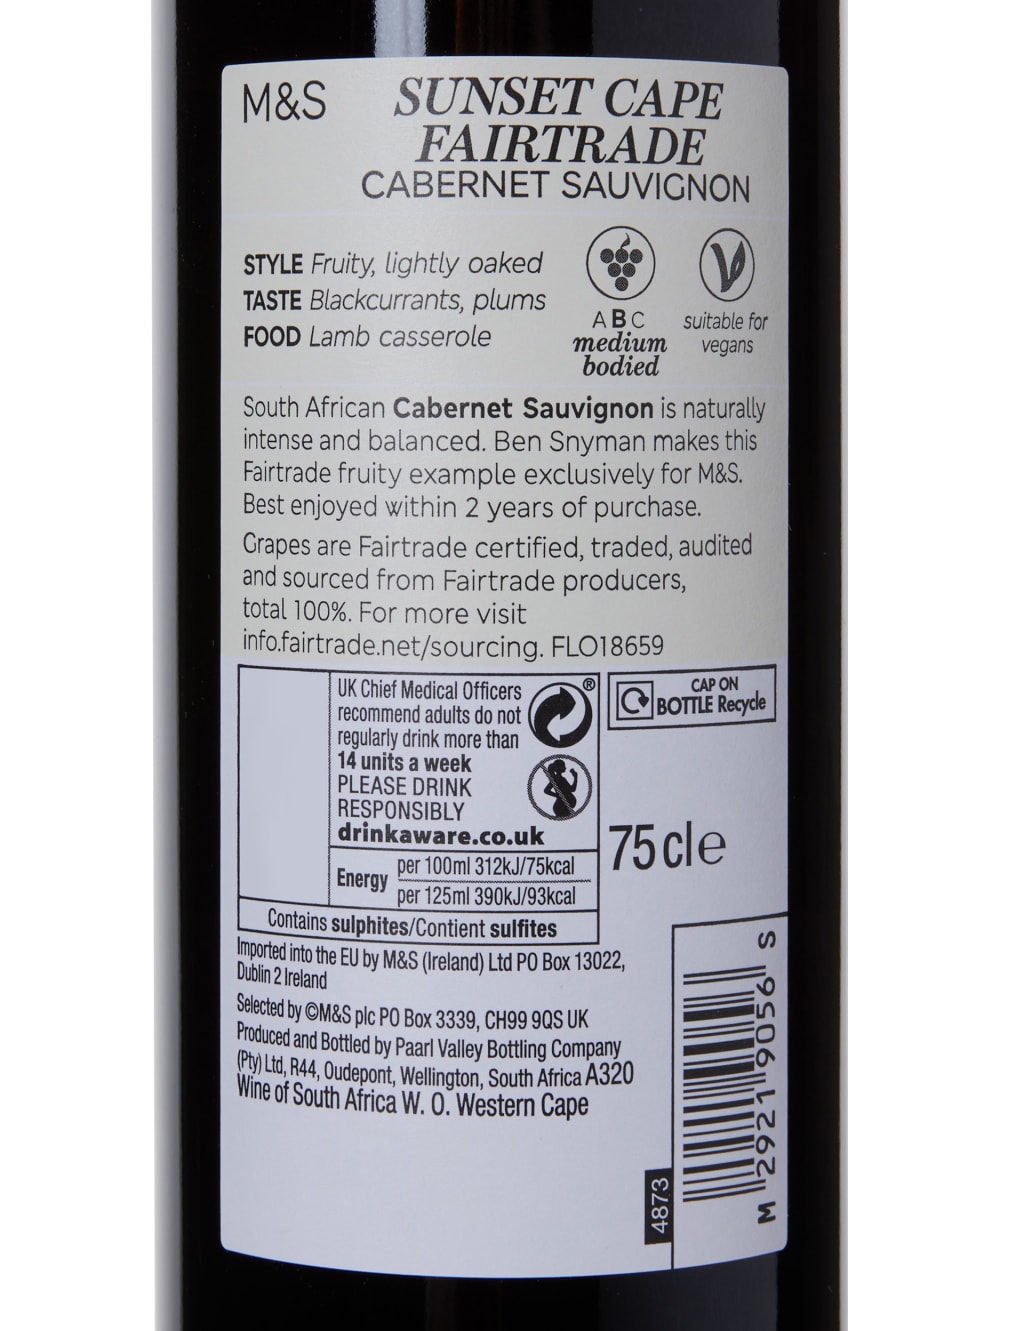 M&S
SUNSET CAPE
FAIRTRADE
CABERNET SAUVIGNON
STYLE Fruity, lightly oaked
TASTE Blackcurrants, plums
FOOD Lamb casserole
A B C
medium
bodied
suitable for
vegans
South African Cabernet Sauvignon is naturally
intense and balanced. Ben Snyman makes this
Fairtrade fruity example exclusively for M&S.
Best enjoyed within 2 years of purchase.
Grapes are Fairtrade certified, traded, audited
and sourced from Fairtrade producers,
total 100%. For more visit
info.fairtrade.net/sourcing. FLO18659
UK Chief Medical Officers
recommend adults do not
regularly drink more than
14 units a week
PLEASE DRINK
RESPONSIBLY
drinkaware.co.uk
®
CAP ON
BOTTLE Recycle
75cl e
Energy
per 100ml 312kJ/75kcal
per 125ml 390kJ/93kcal
Contains sulphites/Contient sulfites
Imported into the EU by M&S (Ireland) Ltd PO Box 13022,
Dublin 2 Ireland
Selected by ©M&S plc PO Box 3339, CH99 9QS UK
Produced and Bottled by Paarl Valley Bottling Company
(Pty) Ltd, R44, Oudepont, Wellington, South Africa A320
Wine of South Africa W. O. Western Cape
4873
M 29219056 S